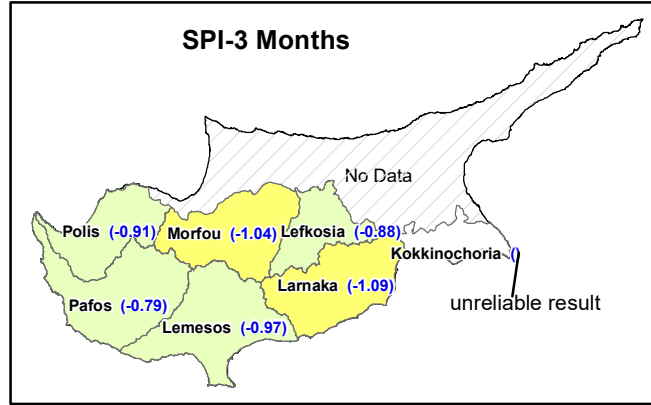 SPI-3 Months
No Data
Polis (-0.91)
Morfou (-1.04)
Lefkosia (-0.88)
Kokkinochoria ()
Larnaka (-1.09)
Pafos (-0.79)
unreliable result
Lemesos (-0.97)